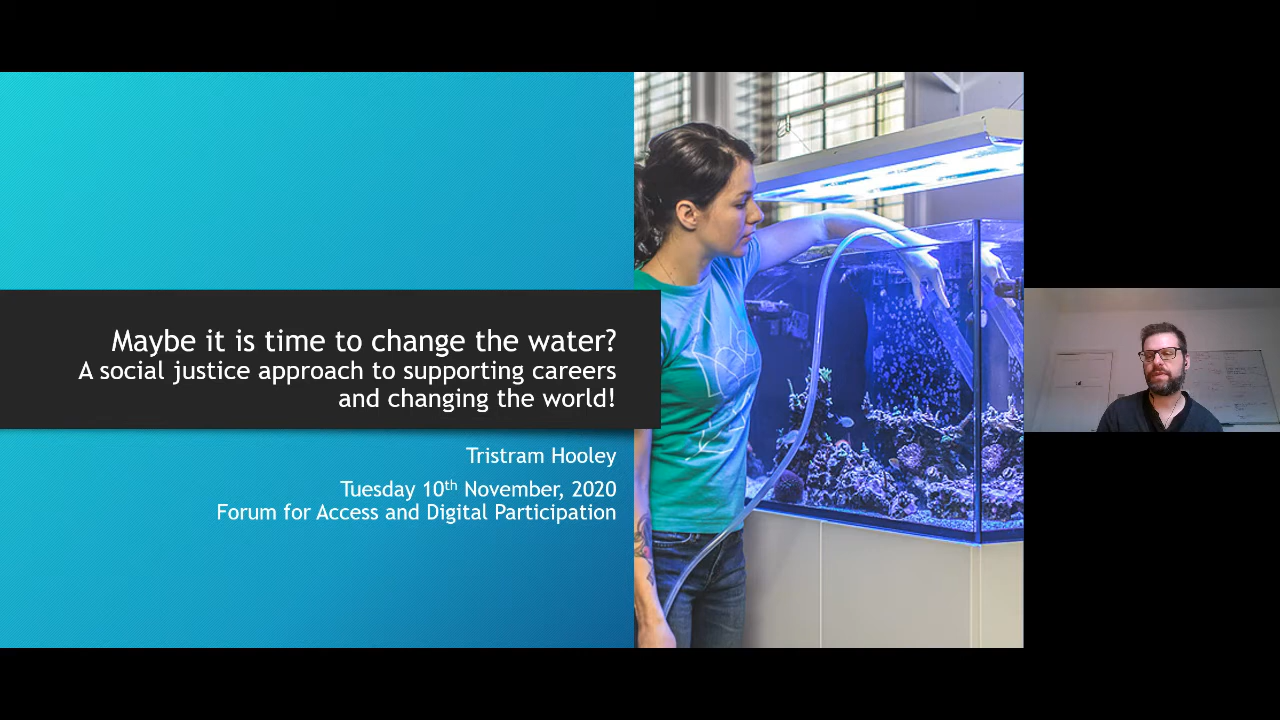 Maybe it is time to change the water?
A social justice approach to supporting careers
and changing the world!
Tristram Hooley
Tuesday 10th November, 2020
Forum for Access and Digital Participation